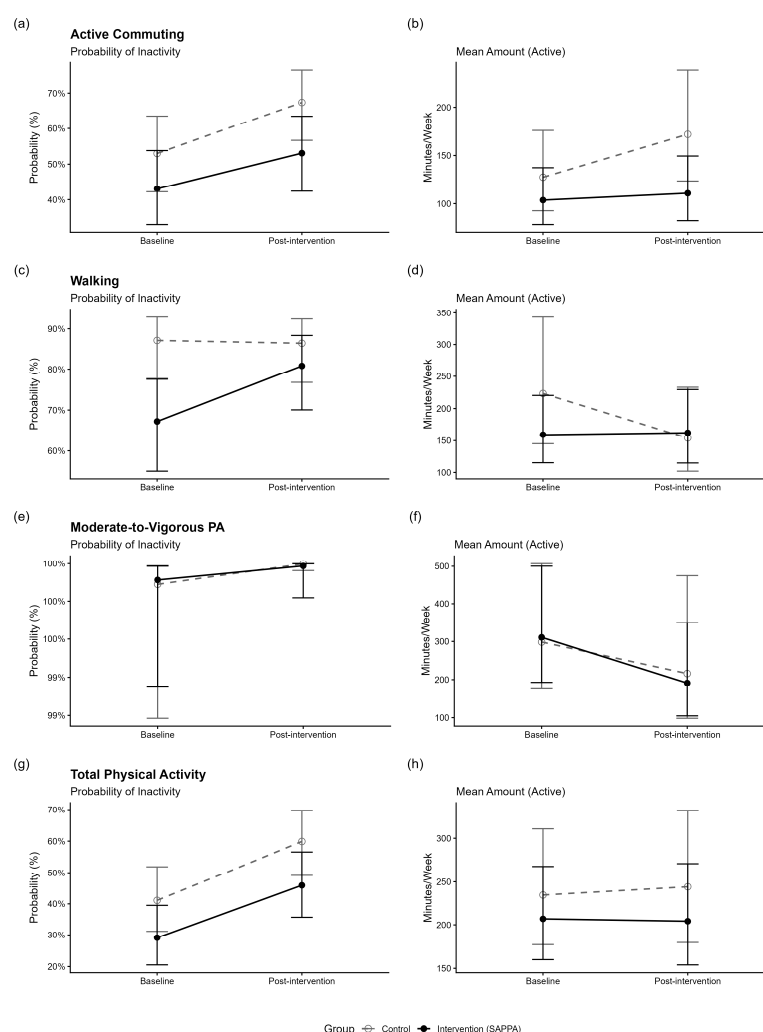 (a)
Active Commuting
Probability of Inactivity
Probability (%)
70%
60%
50%
40%
Baseline
Post-intervention
(b)
Mean Amount (Active)
Minutes/Week
200
150
100
Baseline
Post-intervention
(c)
Walking
Probability of Inactivity
Probability (%)
90%
80%
70%
60%
Baseline
Post-intervention
(d)
Mean Amount (Active)
Minutes/Week
350
300
250
200
150
100
Baseline
Post-intervention
(e)
Moderate-to-Vigorous PA
Probability of Inactivity
Probability (%)
100%
100%
100%
99%
99%
Baseline
Post-intervention
(f)
Mean Amount (Active)
Minutes/Week
500
400
300
200
100
Baseline
Post-intervention
(g)
Total Physical Activity
Probability of Inactivity
Probability (%)
70%
60%
50%
40%
30%
20%
Baseline
Post-intervention
(h)
Mean Amount (Active)
Minutes/Week
300
250
200
150
Baseline
Post-intervention
Group Control Intervention (SAPPA)